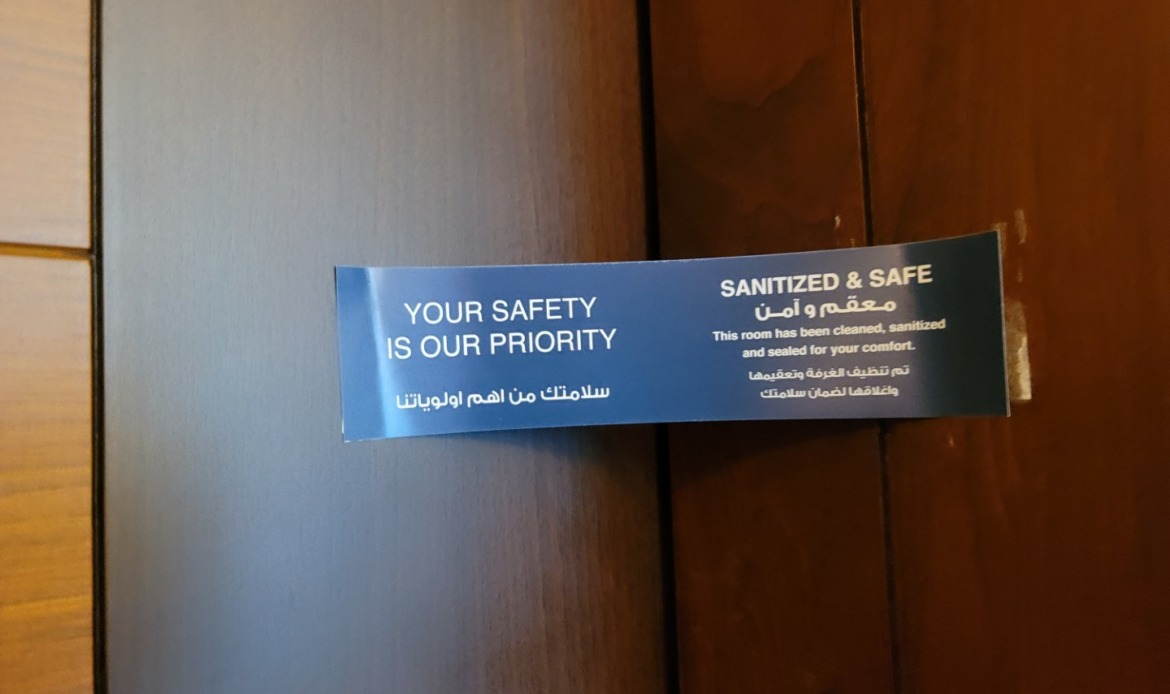 YOUR SAFETY
IS OUR PRIORITY
سلامتك من اهم اولوياتنا
SANITIZED & SAFE
معقم و آمن
This room has been cleaned, sanitized
and sealed for your comfort.
تم تنظيف الغرفة وتعقيمها
واغلاقها لضمان سلامتك